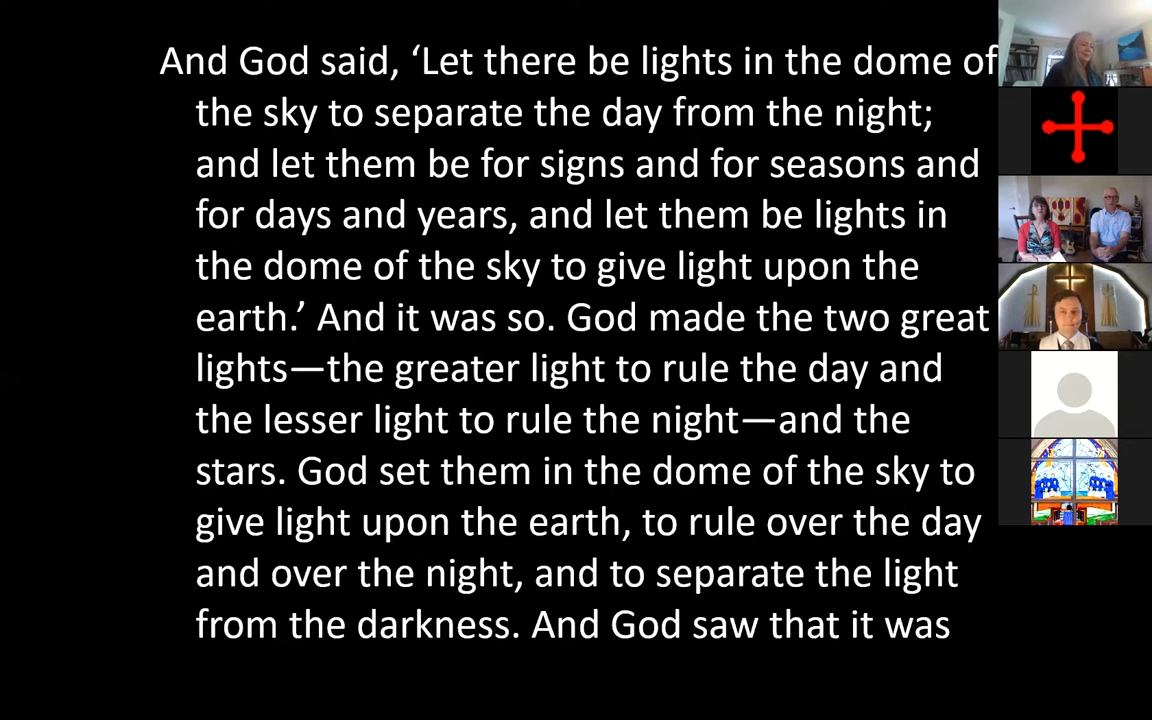 And God said, ‘Let there be lights in the dome of
the sky to separate the day from the night;
and let them be for signs and for seasons and
for days and years, and let them be lights in
the dome of the sky to give light upon the
earth.’ And it was so. God made the two great
lights—the greater light to rule the day and
the lesser light to rule the night—and the
stars. God set them in the dome of the sky to
give light upon the earth, to rule over the day
and over the night, and to separate the light
from the darkness. And God saw that it was